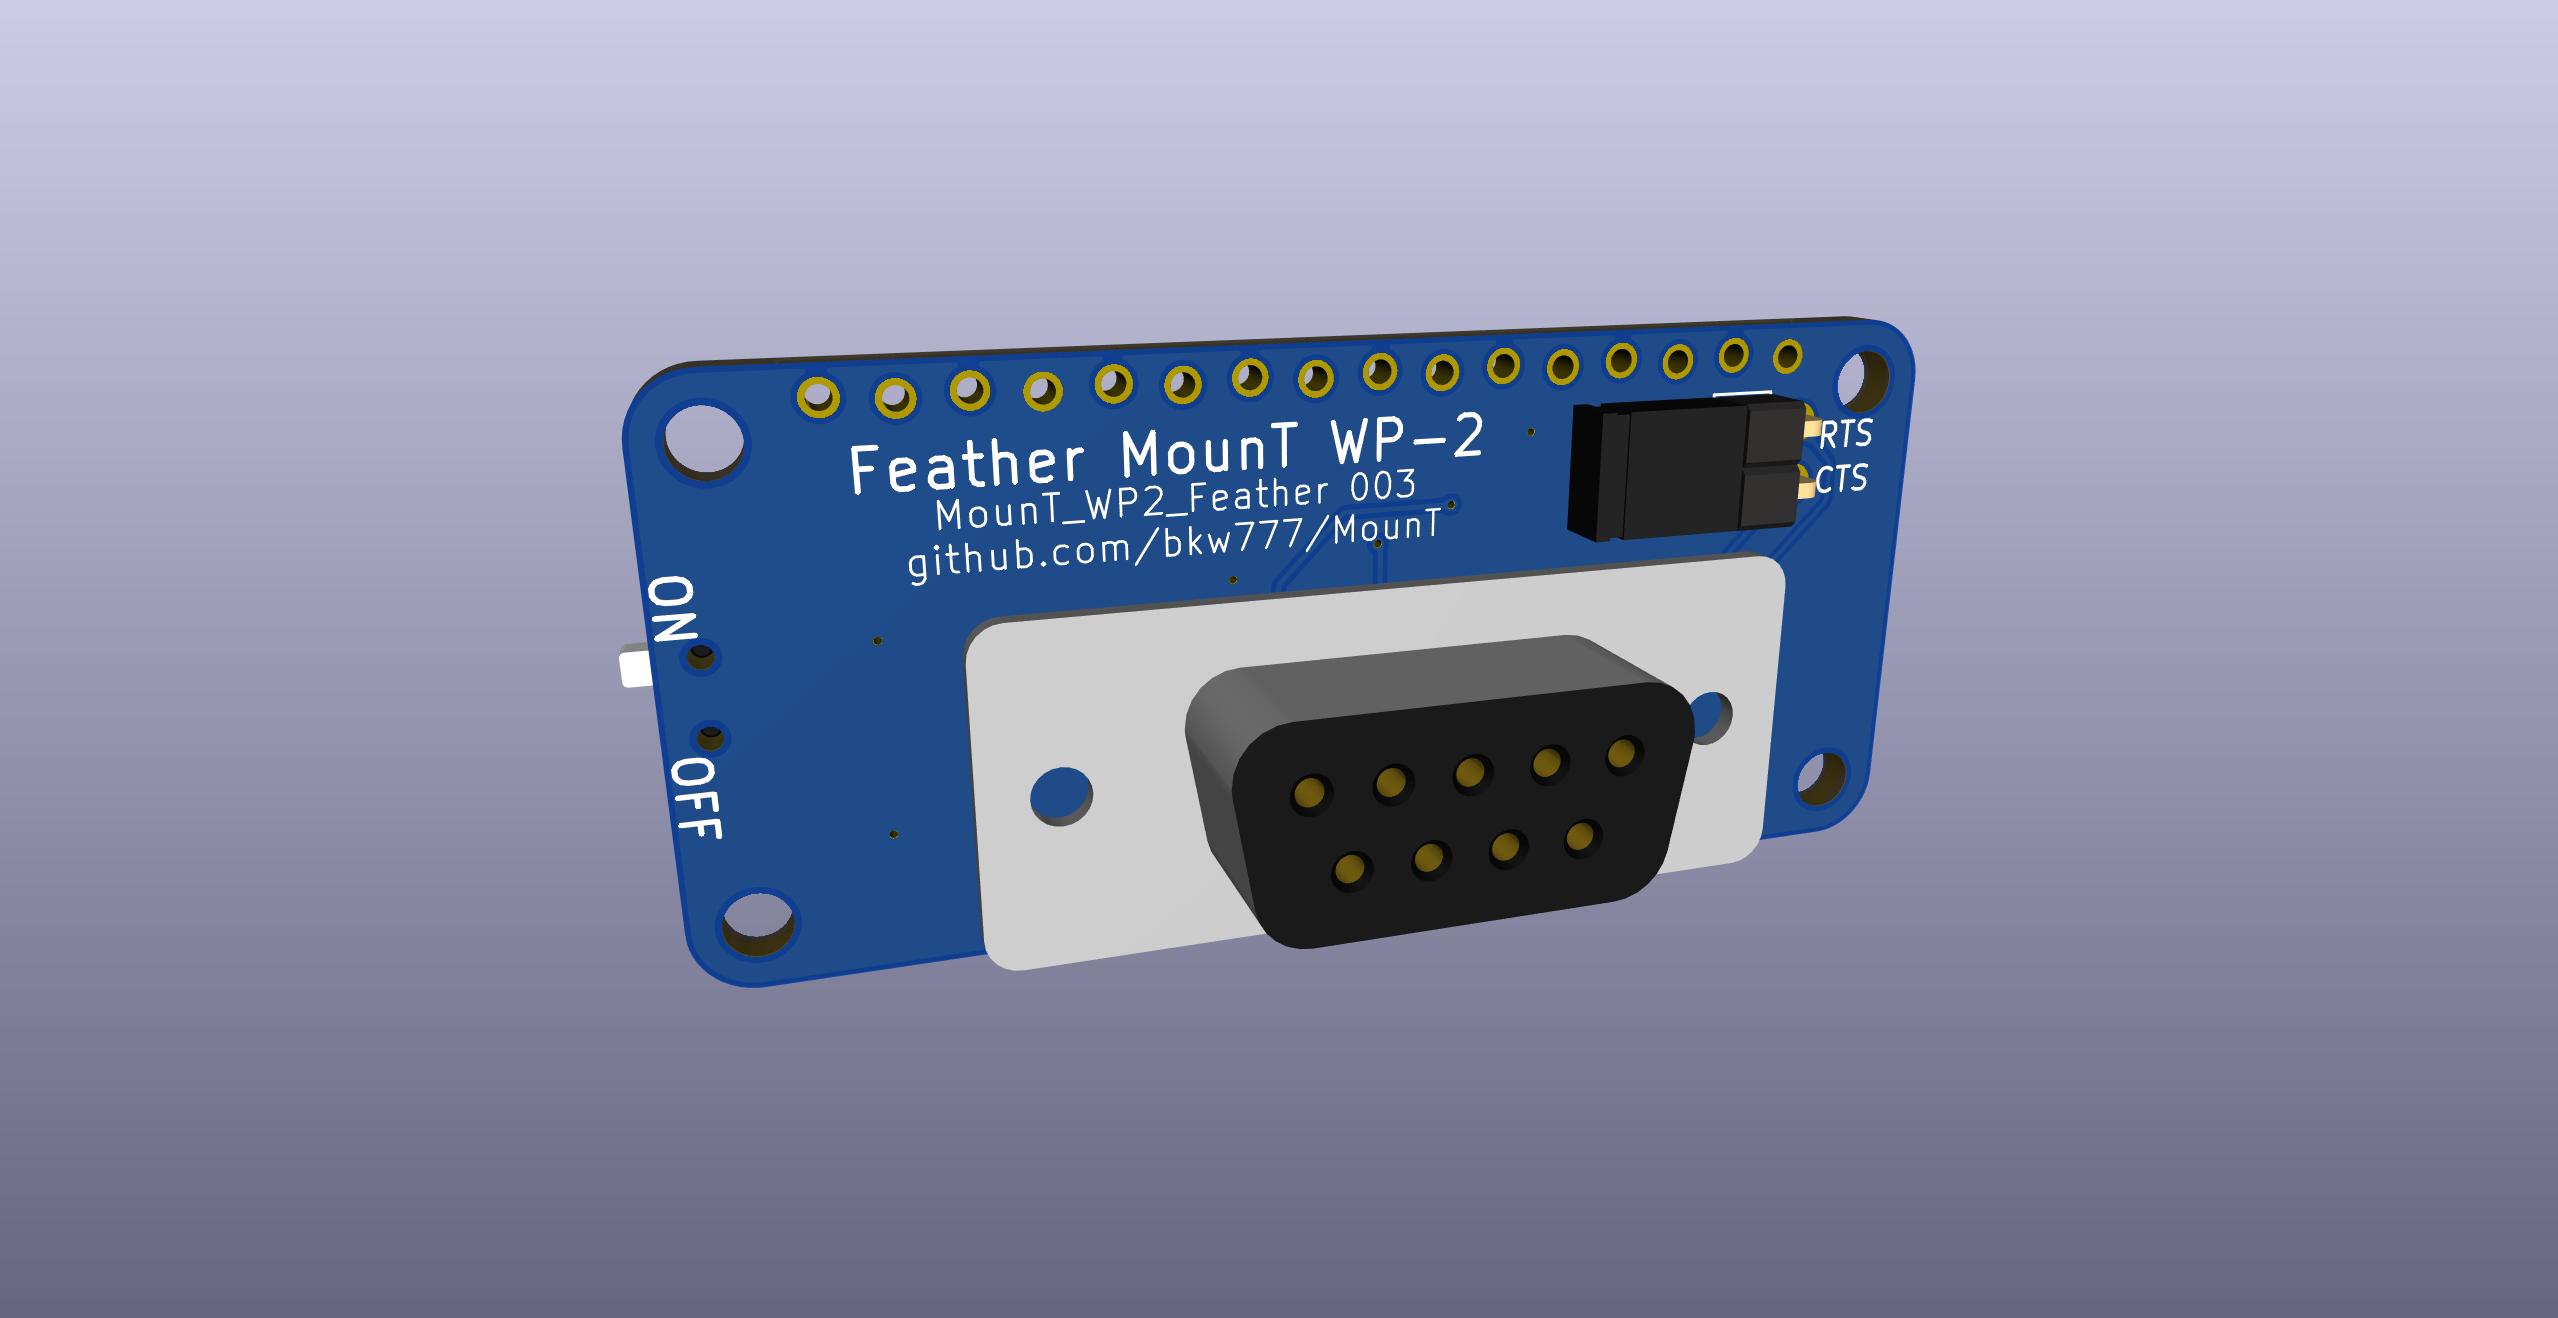 Feather MounT WP-2
MounT_WP2_Feather 003
github.com/bkw777/MounT
RTS
CTS
ON
OFF